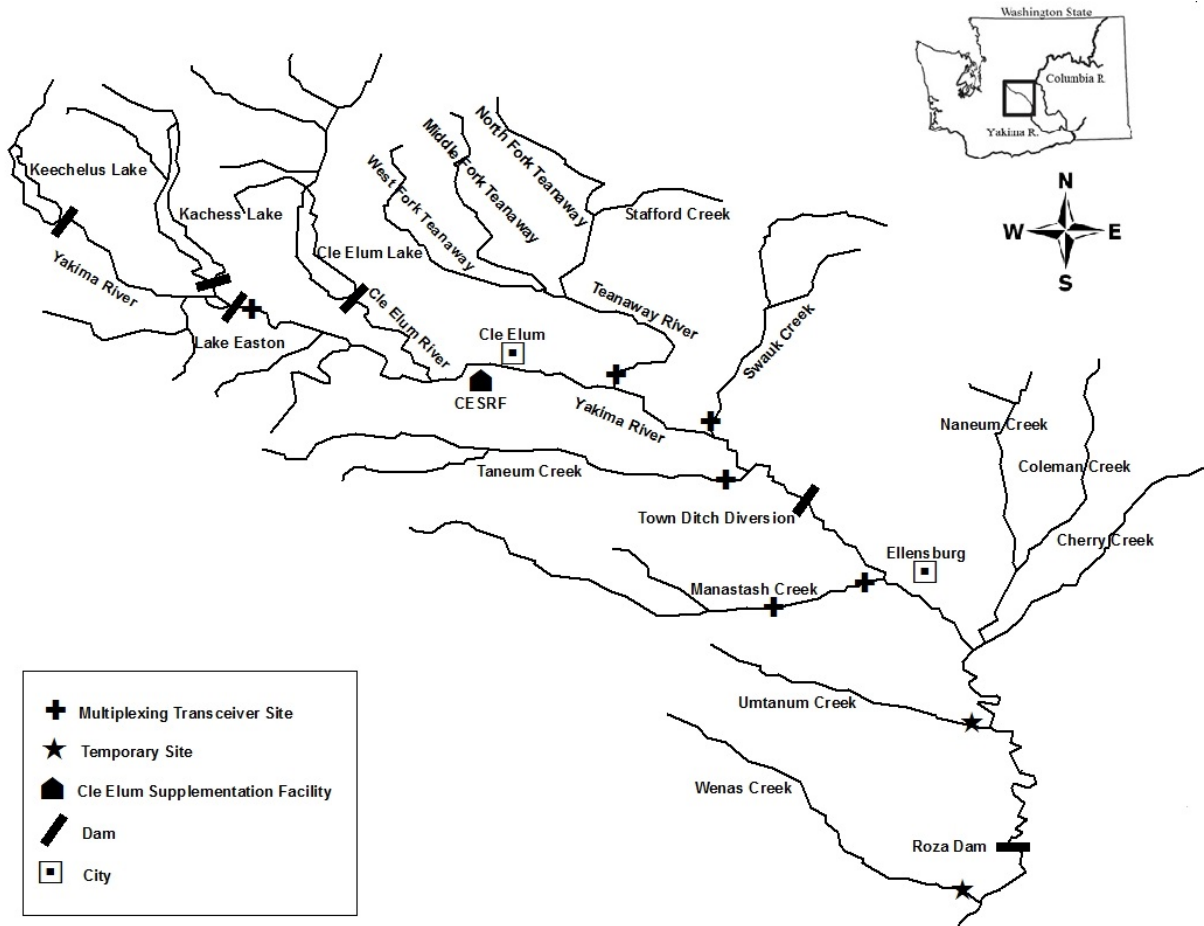 Washington State
Columbia R.
Yakima R.
N
W
E
S
Keechelus Lake
Kachess Lake
Cle Elum Lake
West Fork Teanaway
Middle Fork Teanaway
North Fork Teanaway
Stafford Creek
Yakima River
Lake Easton
Cle Elum River
Cle Elum
Teanaway River
Swauk Creek
CESRF
Yakima River
Taneum Creek
Town Ditch Diversion
Naneum Creek
Coleman Creek
Cherry Creek
Ellensburg
Manastash Creek
Umtanum Creek
Wenas Creek
Roza Dam
Multiplexing Transceiver Site
Temporary Site
Cle Elum Supplementation Facility
Dam
City